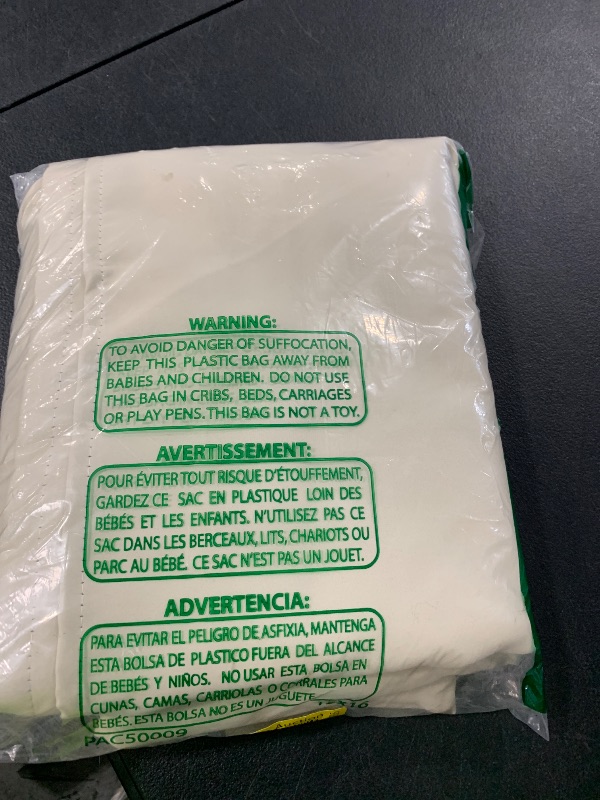 WARNING:
TO AVOID DANGER OF SUFFOCATION,
KEEP THIS PLASTIC BAG AWAY FROM
BABIES AND CHILDREN. DO NOT USE
THIS BAG IN CRIBS, BEDS, CARRIAGES
OR PLAY PENS. THIS BAG IS NOT A TOY.
AVERTISSEMENT:
POUR ÉVITER TOUT RISQUE D'ÉTOUFFEMENT,
GARDEZ CE SAC EN PLASTIQUE LOIN DES
BÉBÉS ET LES ENFANTS. N'UTILISEZ PAS CE
SAC DANS LES BERCEAUX, LITS, CHARIOTS OU
PARC AU BÉBÉ. CE SAC N'EST PAS UN JOUET.
ADVERTENCIA:
PARA EVITAR EL PELIGRO DE ASFIXIA, MANTENGA
ESTA BOLSA DE PLASTICO FUERA DEL ALCANCE
DE BEBÉS Y NIÑOS. NO USAR ESTA BOLSA EN
CUNAS, CAMAS, CARRIOLAS O CORRALES PARA
BEBÉS. ESTA BOLSA NO ES UN JUGUETE
12X16
PAC50009